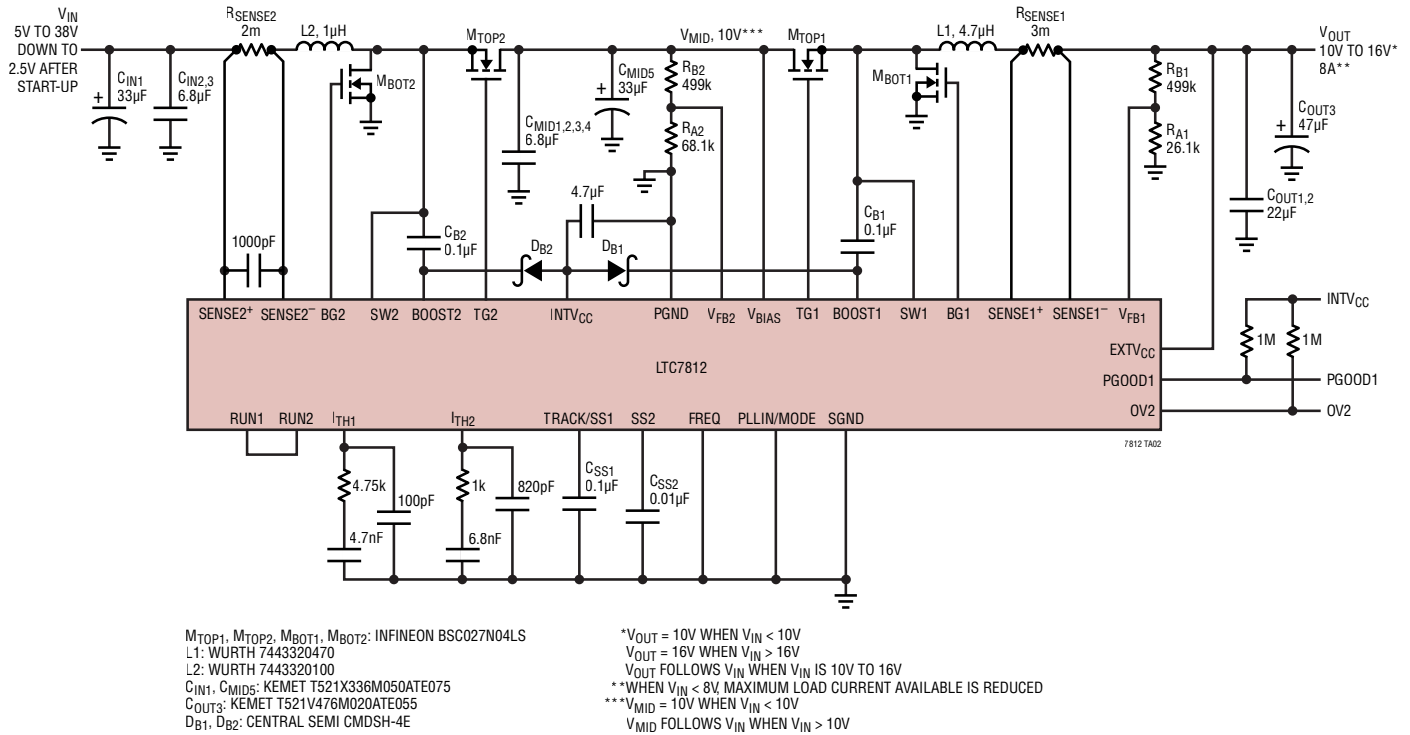 VIN
5V TO 38V
DOWN TO
2.5V AFTER
START-UP
RSENSE2
2m
L2, 1µH
MTOP2
VMID, 10V***
MTOP1
L1, 4.7µH
RSENSE1
3m
VOUT
10V TO 16V*
8A**
CIN1
33µF
CIN2,3
6.8µF
MBOT2
CMID5
33µF
CMID1,2,3,4
6.8µF
RB2
499k
RA2
68.1k
MBOT1
RB1
499k
RA1
26.1k
COUT3
47µF
COUT1,2
22µF
1000pF
CB2
0.1µF
4.7µF
DB2
DB1
CB1
0.1µF
SENSE2+
SENSE2−
BG2
SW2
BOOST2
TG2
INTVCC
PGND
VFB2
VBIAS
TG1
BOOST1
SW1
BG1
SENSE1+
SENSE1−
VFB1
INTVCC
1M
1M
EXTVCC
LTC7812
PGOOD1
PGOOD1
OV2
OV2
RUN1
RUN2
ITH1
ITH2
TRACK/SS1
SS2
FREQ
PLLIN/MODE
SGND
7812 TA02
4.75k
100pF
4.7nF
1k
820pF
6.8nF
CSS1
0.1µF
CSS2
0.01µF
MTOP1, MTOP2, MBOT1, MBOT2: INFINEON BSC027N04LS
L1: WURTH 7443320470
L2: WURTH 7443320100
CIN1, CMID5: KEMET T521X336M050ATE075
COUT3: KEMET T521V476M020ATE055
DB1, DB2: CENTRAL SEMI CMDSH-4E
*VOUT = 10V WHEN VIN < 10V
VOUT = 16V WHEN VIN > 16V
VOUT FOLLOWS VIN WHEN VIN IS 10V TO 16V
**WHEN VIN < 8V, MAXIMUM LOAD CURRENT AVAILABLE IS REDUCED
***VMID = 10V WHEN VIN < 10V
VMID FOLLOWS VIN WHEN VIN > 10V